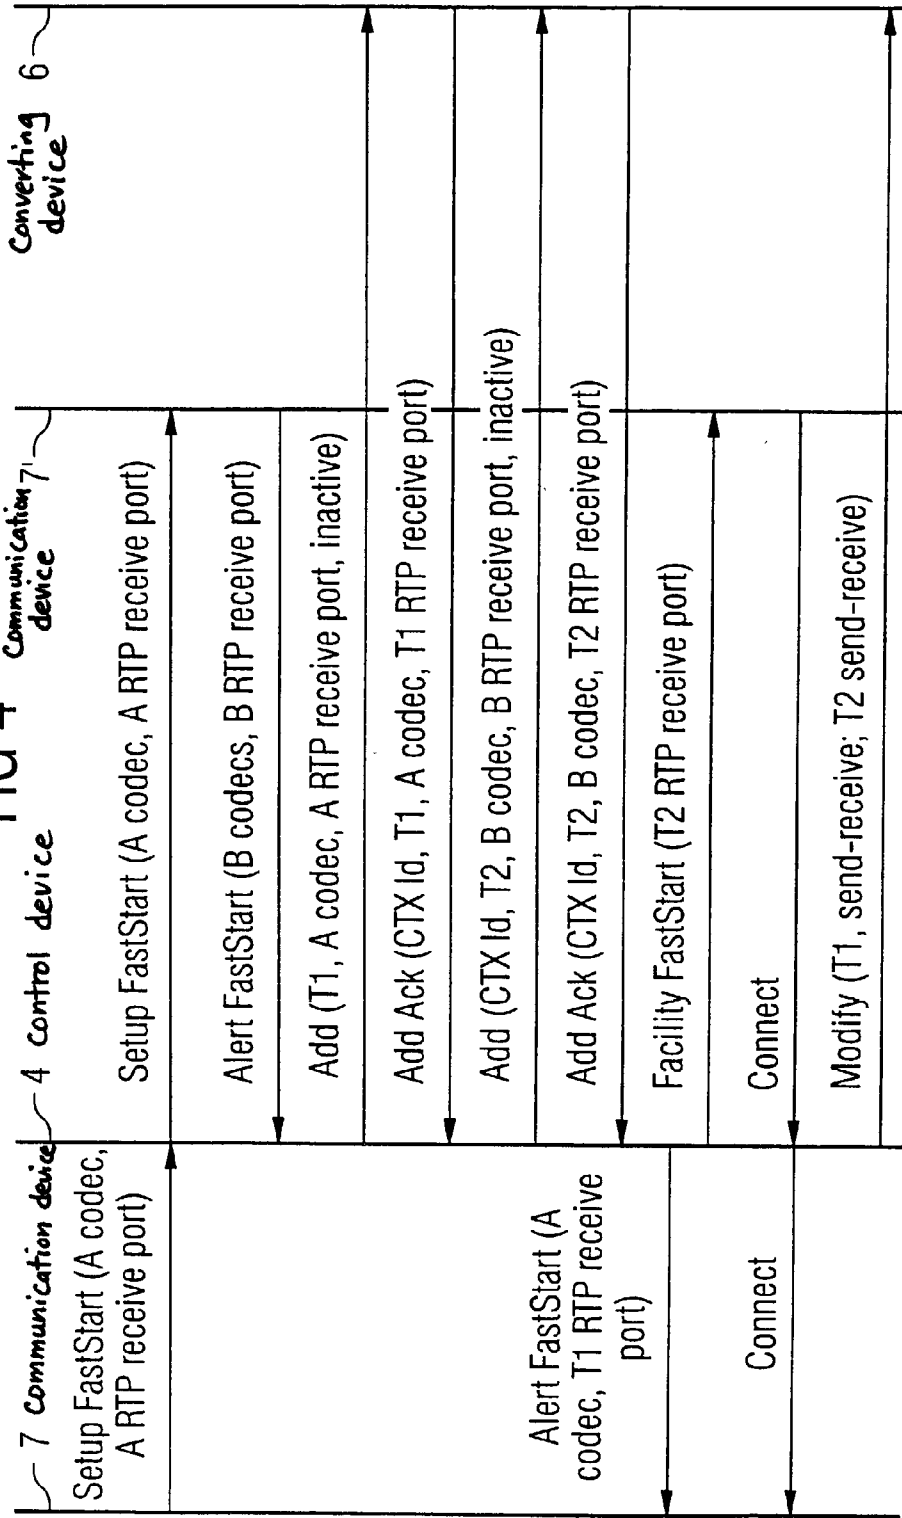 FIG 4
7 communication device
4 control device
communication 7'
device
Converting 6
device
Setup FastStart (A codec,
A RTP receive port)
Setup FastStart (A codec, A RTP receive port)
Alert FastStart (B codecs, B RTP receive port)
Add (T1, A codec, A RTP receive port, inactive)
Add Ack (CTX Id, T1, A codec, T1 RTP receive port)
Add (CTX Id, T2, B codec, B RTP receive port, inactive)
Add Ack (CTX Id, T2, B codec, T2 RTP receive port)
Alert FastStart (A
codec, T1 RTP receive
port)
Facility FastStart (T2 RTP receive port)
Connect
Connect
Modify (T1, send-receive; T2 send-receive)